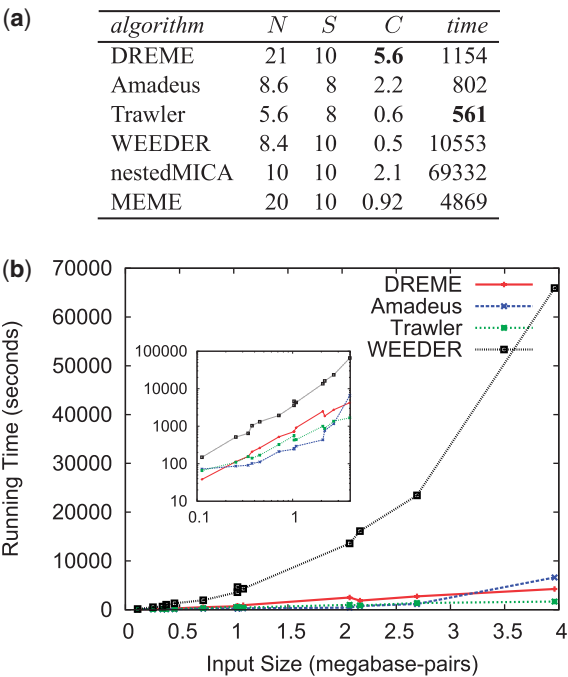 (a)
algorithm N S C time
DREME 21 10 5.6 1154
Amadeus 8.6 8 2.2 802
Trawler 5.6 8 0.6 561
WEEDER 8.4 10 0.5 10553
nestedMICA 10 10 2.1 69332
MEME 20 10 0.92 4869
(b)
70000
60000
50000
40000
30000
20000
10000
0
Running Time (seconds)
DREME
Amadeus
Trawler
WEEDER
100000
10000
1000
100
10
0.1 1
0 0.5 1 1.5 2 2.5 3 3.5 4
Input Size (megabase-pairs)